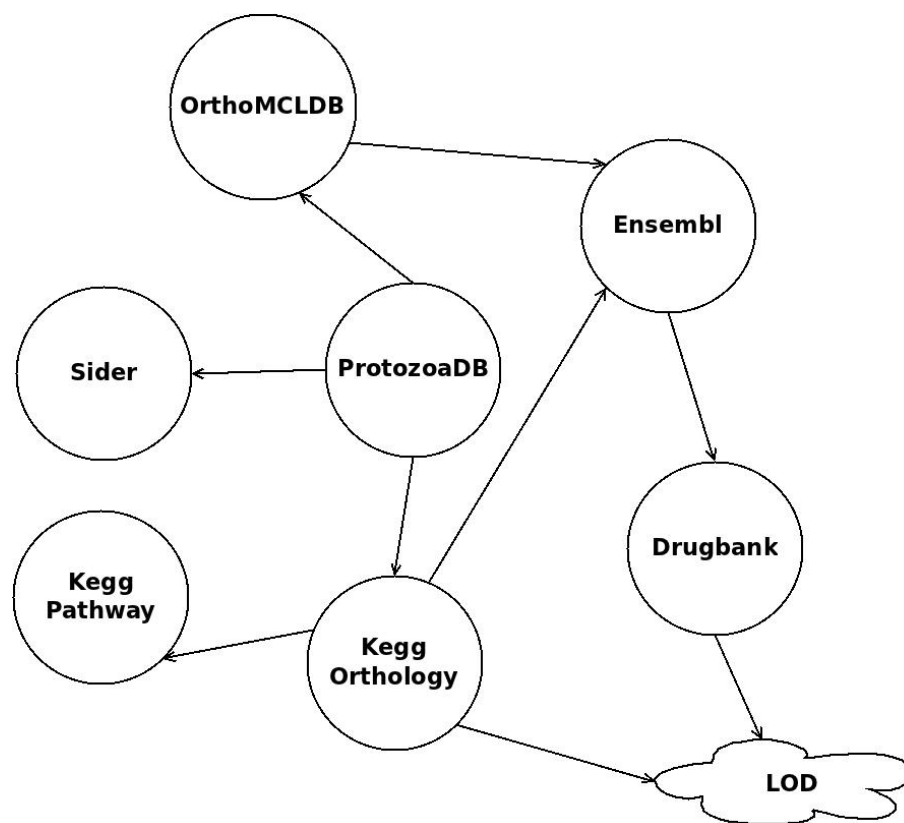 OrthoMCLDB
Ensembl
ProtozoaDB
Sider
Drugbank
Kegg
Pathway
Kegg
Orthology
LOD